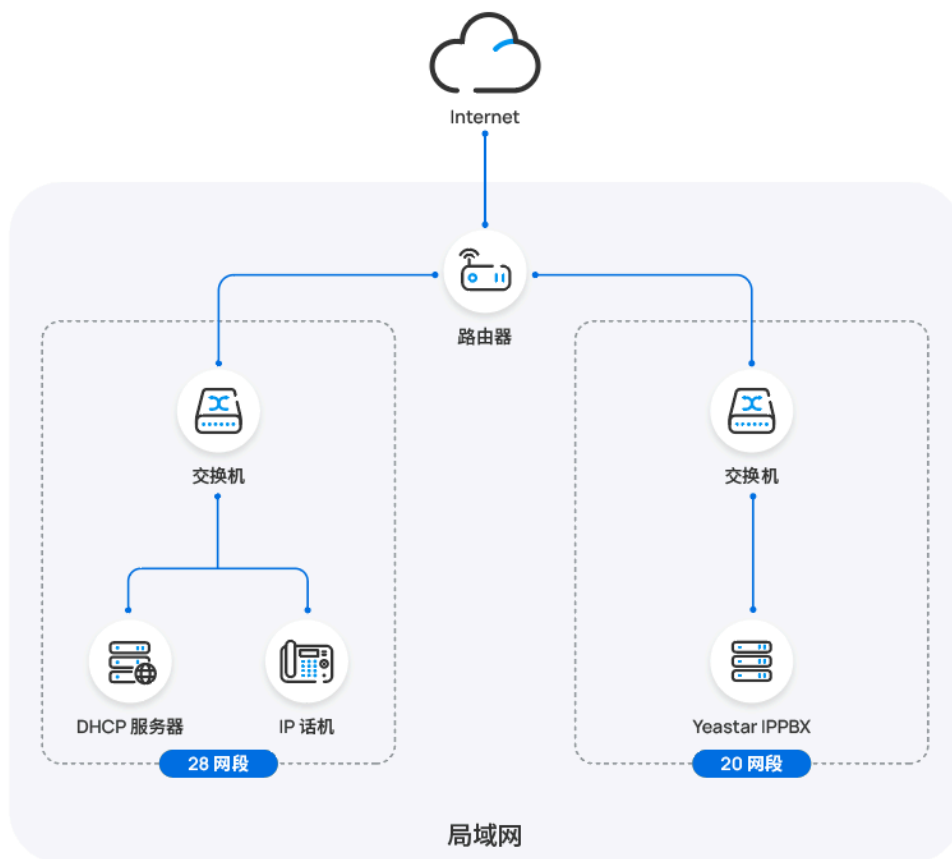 Internet
路由器
交换机
交换机
DHCP 服务器
IP 话机
Yeastar IPPBX
28 网段
20 网段
局域网